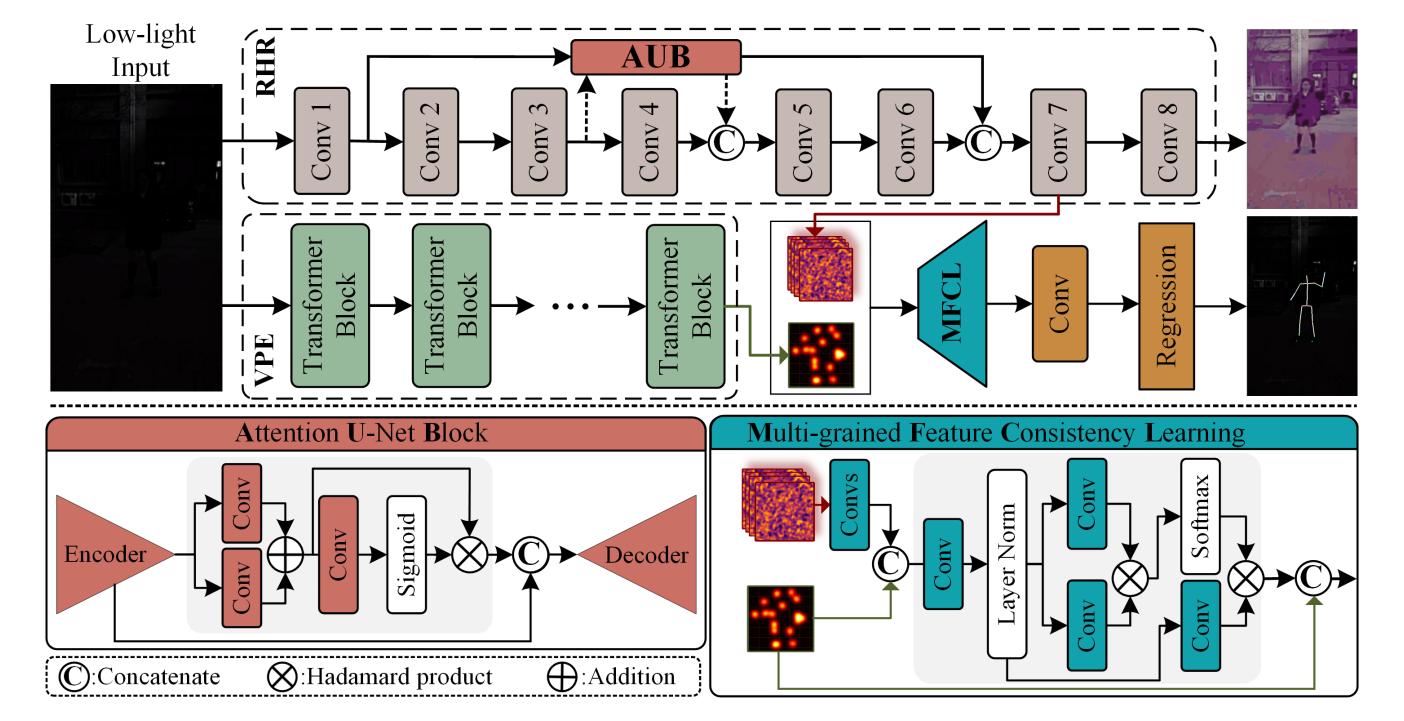 Low-light
Input
RHR
AUB
Conv 1
Conv 2
Conv 3
Conv 4
C
Conv 5
Conv 6
C
Conv 7
Conv 8
VPE
Transformer
Block
Transformer
Block
...
Transformer
Block
MFCL
Conv
Regression
Attention U-Net Block
Encoder
Conv
Conv
Conv
Sigmoid
C
Decoder
C:Concatenate
:Hadamard product
:Addition
Multi-grained Feature Consistency Learning
Convs
C
Conv
Layer Norm
Conv
Conv
Softmax
Conv
C